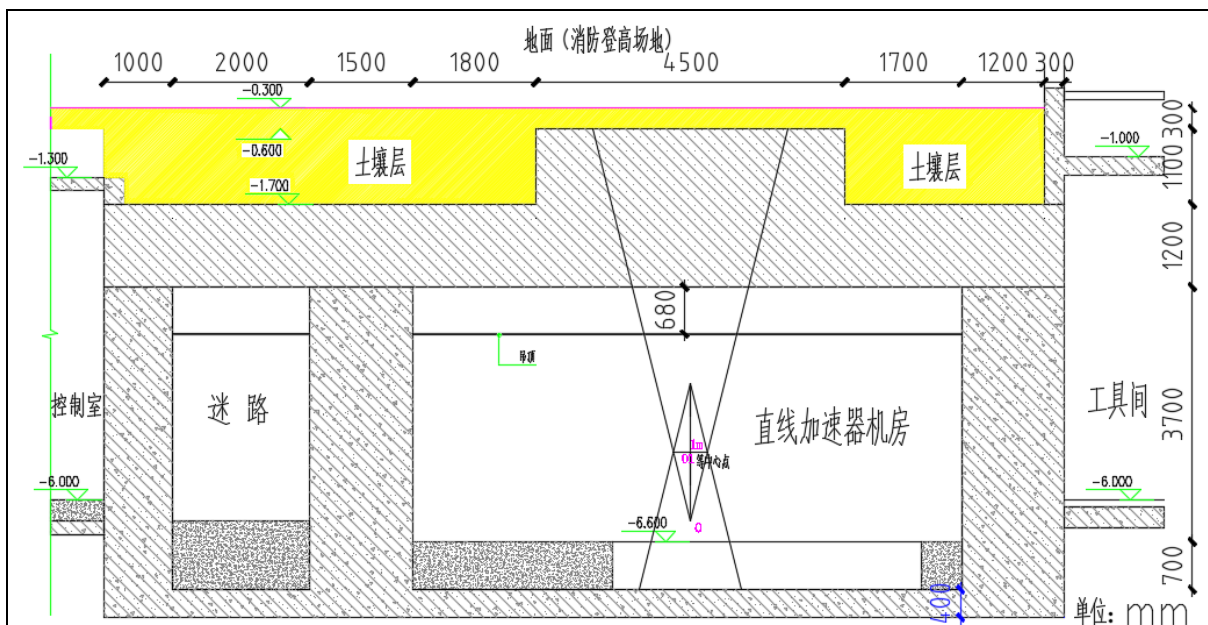 地面（消防登高场地）
1000 2000 1500 1800 4500 1700 1200 300
-0.300
300
-0.600
-1.000
-1.300
土壤层
土壤层
1100
-1.700
1200
680
吊顶
控制室
迷 路
直线加速器机房
工具间
3700
1m
O1 等中心点
-6.000
-6.000
O
-6.600
700
400
单位：mm